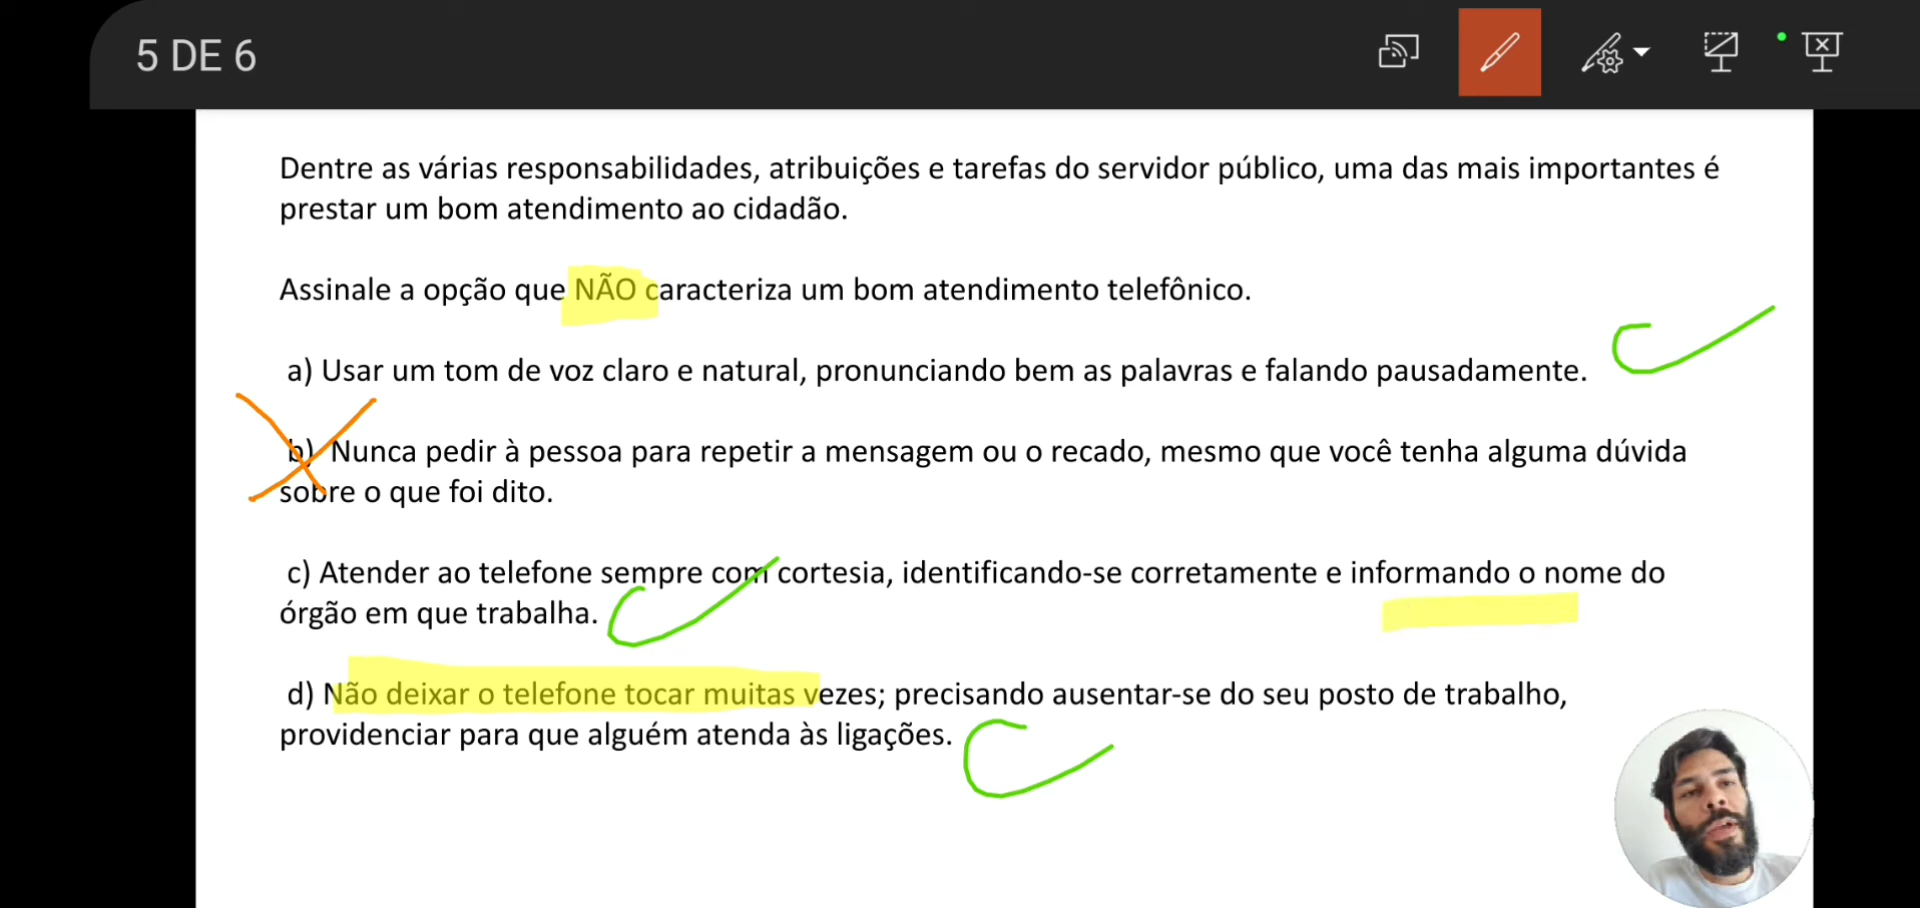 5 DE 6
Dentre as várias responsabilidades, atribuições e tarefas do servidor público, uma das mais importantes é
prestar um bom atendimento ao cidadão.
Assinale a opção que NÃO caracteriza um bom atendimento telefônico.
a) Usar um tom de voz claro e natural, pronunciando bem as palavras e falando pausadamente.
b) Nunca pedir à pessoa para repetir a mensagem ou o recado, mesmo que você tenha alguma dúvida
sobre o que foi dito.
c) Atender ao telefone sempre com cortesia, identificando-se corretamente e informando o nome do
órgão em que trabalha.
d) Não deixar o telefone tocar muitas vezes; precisando ausentar-se do seu posto de trabalho,
providenciar para que alguém atenda às ligações.